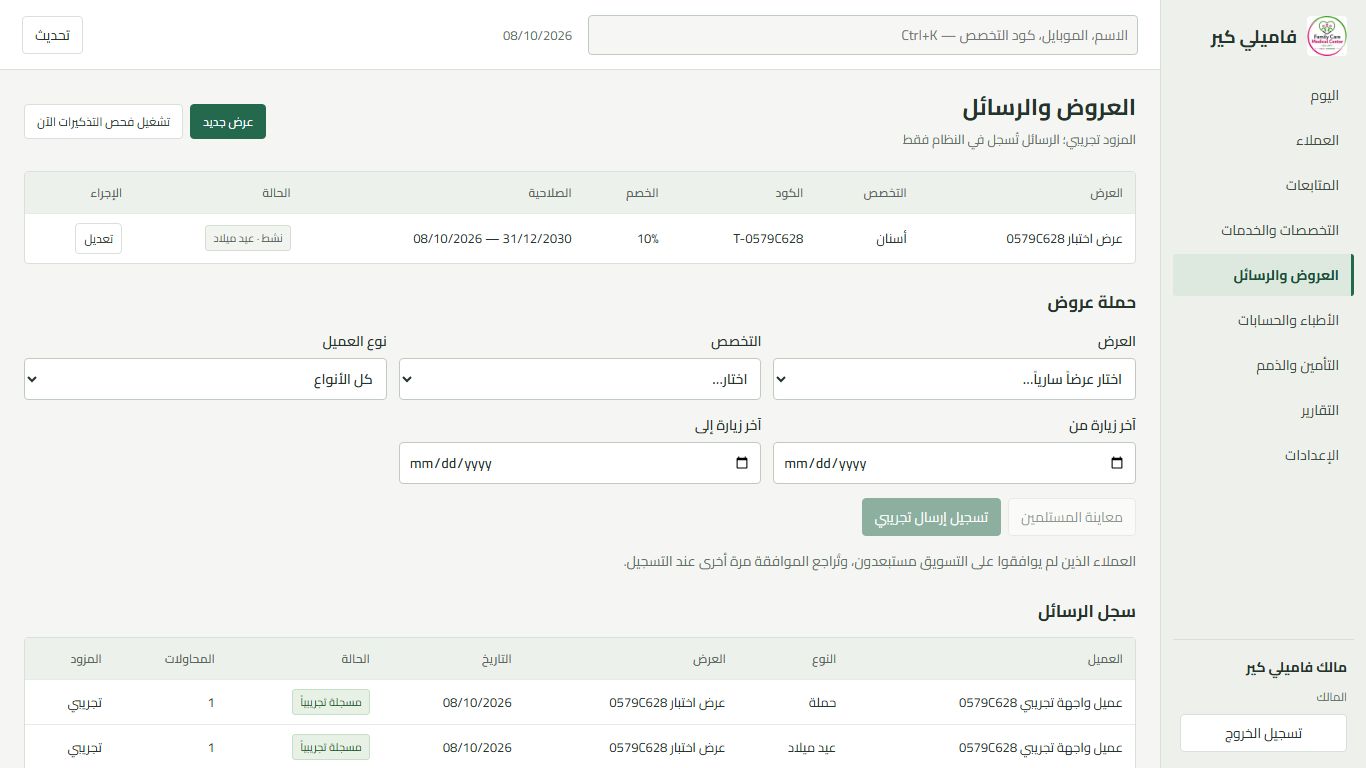 Family Care
Medical Center
فاميلي كير
اليوم
العملاء
المتابعات
التخصصات والخدمات
العروض والرسائل
الأطباء والحسابات
التأمين والذمم
التقارير
الإعدادات
مالك فاميلي كير
المالك
تسجيل الخروج
الاسم، الموبايل، كود التخصص — Ctrl+K
08/10/2026
تحديث
العروض والرسائل
المزود تجريبي؛ الرسائل تُسجل في النظام فقط
عرض جديد
تشغيل فحص التذكيرات الآن
العرض التخصص الكود الخصم الصلاحية الحالة الإجراء
عرض اختبار 0579C628 أسنان T-0579C628 10% 08/10/2026 — 31/12/2030 نشط · عيد ميلاد تعديل
حملة عروض
العرض التخصص نوع العميل
اختار عرضاً سارياً... اختار... كل الأنواع
آخر زيارة من آخر زيارة إلى
mm/dd/yyyy mm/dd/yyyy
معاينة المستلمين تسجيل إرسال تجريبي
العملاء الذين لم يوافقوا على التسويق مستبعدون، وتُراجع الموافقة مرة أخرى عند التسجيل.
سجل الرسائل
العميل النوع العرض التاريخ الحالة المحاولات المزود
عميل واجهة تجريبي 0579C628 حملة عرض اختبار 0579C628 08/10/2026 مسجلة تجريبياً 1 تجريبي
عميل واجهة تجريبي 0579C628 عيد ميلاد عرض اختبار 0579C628 08/10/2026 مسجلة تجريبياً 1 تجريبي